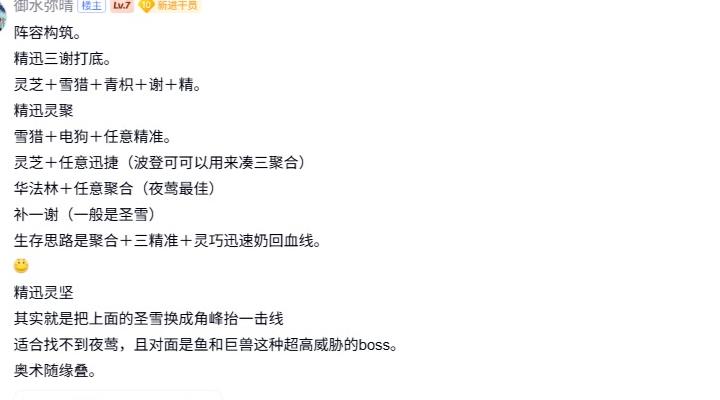 御水弥晴 楼主 Lv.7 10 新进干员
阵容构筑。
精迅三谢打底。
灵芝＋雪猎＋青枳＋谢＋精。
精迅灵聚
雪猎＋电狗＋任意精准。
灵芝＋任意迅捷（波登可可以用来凑三聚合）
华法林＋任意聚合（夜莺最佳）
补一谢（一般是圣雪）
生存思路是聚合＋三精准＋灵巧迅速奶回血线。
精迅灵坚
其实就是把上面的圣雪换成角峰抬一击线
适合找不到夜莺，且对面是鱼和巨兽这种超高威胁的boss。
奥术随缘叠。